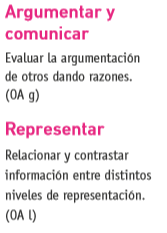 Argumentar y
comunicar
Evaluar la argumentación
de otros dando razones.
(OA g)
Representar
Relacionar y contrastar
información entre distintos
niveles de representación.
(OA l)